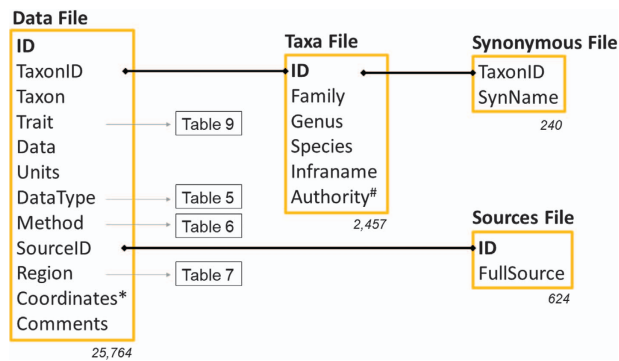 Data File
ID
TaxonID
Taxon
Trait
Data
Units
DataType
Method
SourceID
Region
Coordinates*
Comments
25,764
Table 9
Table 5
Table 6
Table 7
Taxa File
ID
Family
Genus
Species
Infraname
Authority#
2,457
Synonymous File
TaxonID
SynName
240
Sources File
ID
FullSource
624